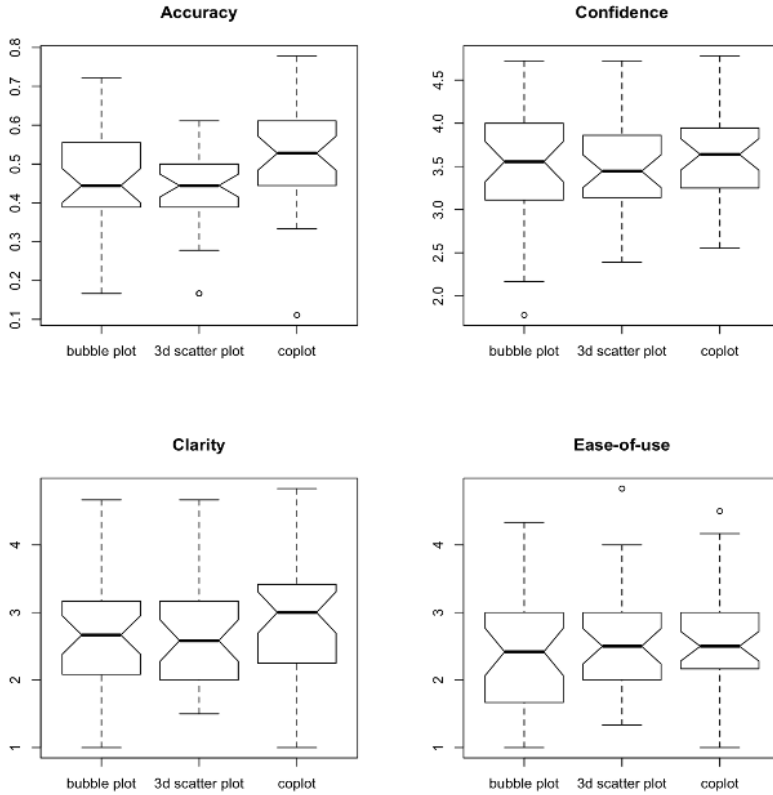 Accuracy
0.8
0.7
0.6
0.5
0.4
0.3
0.2
0.1
bubble plot 3d scatter plot coplot
Confidence
4.5
4.0
3.5
3.0
2.5
2.0
bubble plot 3d scatter plot coplot
Clarity
4
3
2
1
bubble plot 3d scatter plot coplot
Ease-of-use
4
3
2
1
bubble plot 3d scatter plot coplot